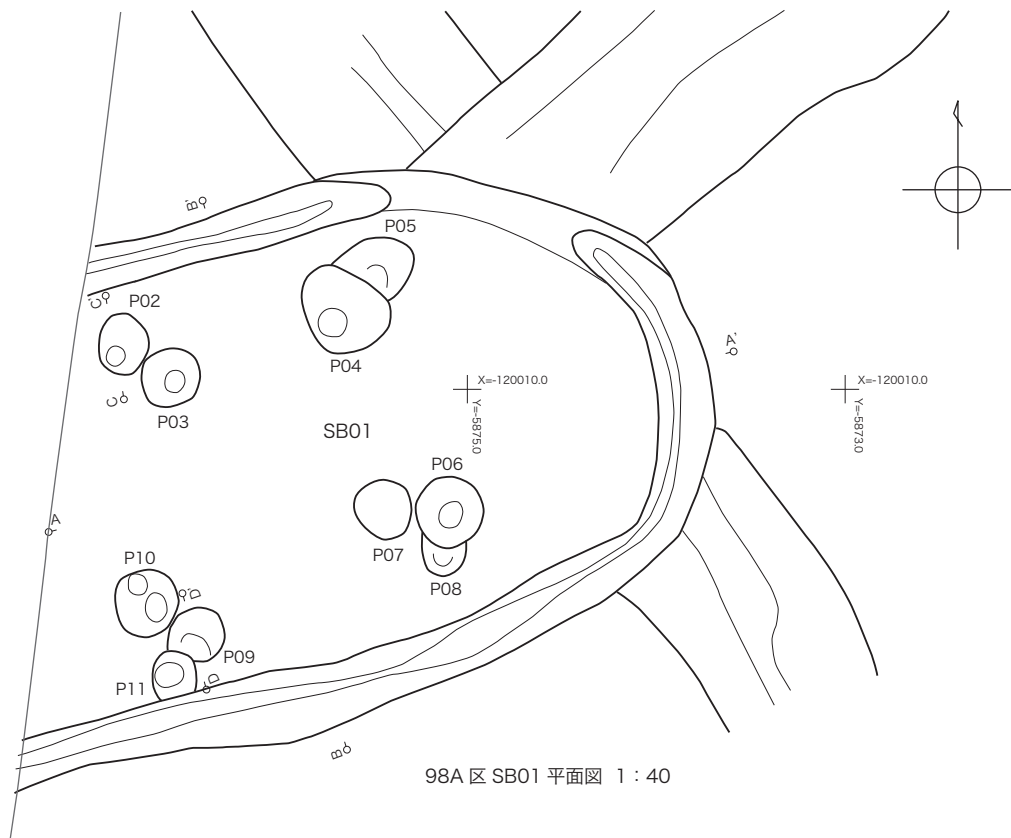 P05
B'
C'
P02
P04
A'
X=-120010.0
Y=-5875.0
X=-120010.0
Y=-5873.0
C
P03
SB01
P06
A
P07
P10
P08
D'
P09
P11
D
B
98A 区 SB01 平面図 1：40